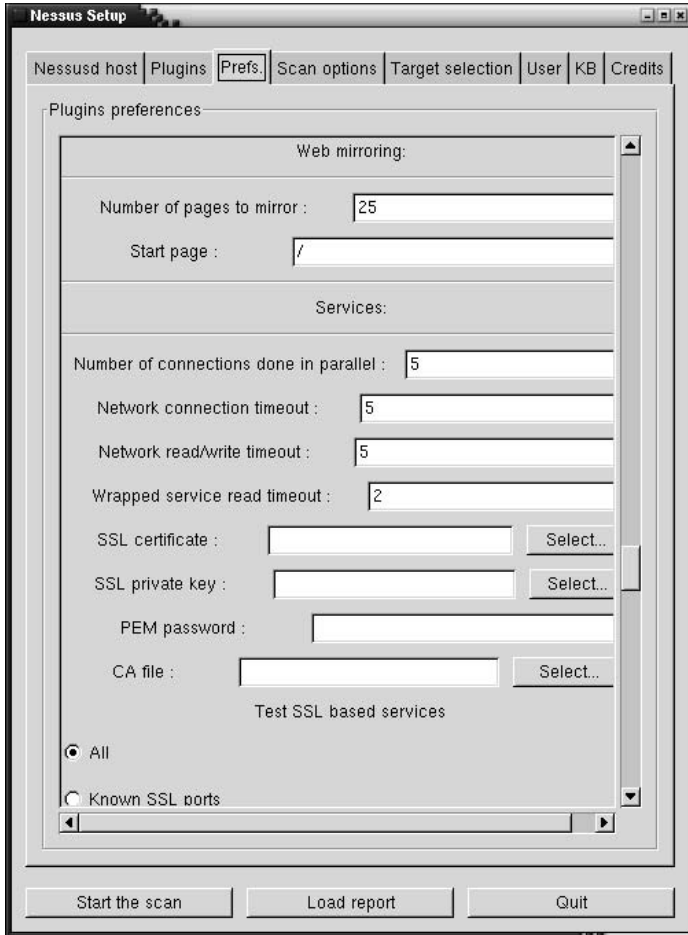 Nessus Setup
Nessusd host Plugins Prefs. Scan options Target selection User KB Credits
Plugins preferences
Web mirroring:
Number of pages to mirror : 25
Start page : /
Services:
Number of connections done in parallel : 5
Network connection timeout : 5
Network read/write timeout : 5
Wrapped service read timeout : 2
SSL certificate : Select...
SSL private key : Select...
PEM password :
CA file : Select...
Test SSL based services
All
Known SSL ports
Start the scan Load report Quit